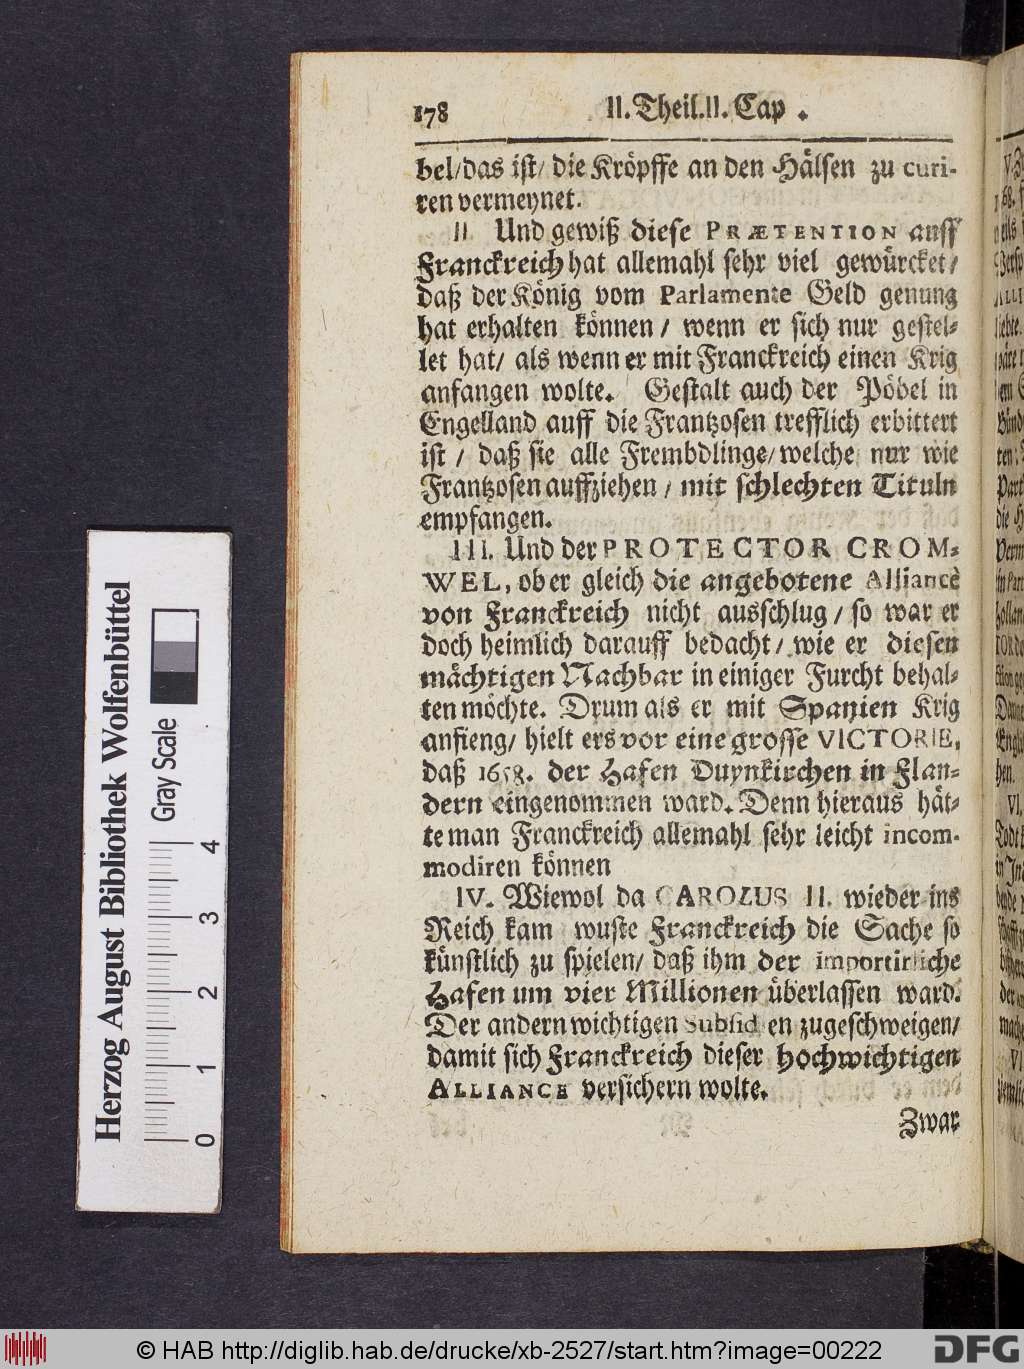 178 II. Theil. II. Cap.
bel/das ist/ die Kröpffe an den Hälsen zu curi-
ren vermeynet.
II Und gewiß diese PRÆTENTION auff
Franckreich hat allemahl sehr viel gewürcket/
daß der König vom Parlamente Geld genung
hat erhalten können/ wenn er sich nur gestel-
let hat/ als wenn er mit Franckreich einen Krig
anfangen wolte. Gestalt auch der Pöbel in
Engelland auff die Frantzosen trefflich erbittert
ist/ daß sie alle Frembdlinge/welche nur wie
Frantzosen auffziehen/ mit schlechten Tituln
empfangen.
III. Und der PROTECTOR CROM-
WEL, ob er gleich die angebotene Alliance
von Franckreich nicht ausschlug/ so war er
doch heimlich darauff bedacht/ wie er diesen
mächtigen Nachbar in einiger Furcht behal-
ten möchte. Drum als er mit Spanien Krig
anfieng/ hielt ers vor eine grosse VICTORIE,
daß 1658. der Hafen Duynkirchen in Flan-
dern eingenommen ward. Denn hieraus hät-
te man Franckreich allemahl sehr leicht incom-
modiren können
IV. Wiewol da CAROLUS II. wieder ins
Reich kam wuste Franckreich die Sache so
künstlich zu spielen/ daß ihm der importirliche
Hafen um vier Millionen überlassen ward.
Der andern wichtigen Subsidien zugeschweigen/
damit sich Franckreich dieser hochwichtigen
ALLIANCE versichern wolte.
Zwar
Herzog August Bibliothek Wolfenbüttel
Gray Scale
0 1 2 3 4
© HAB http://diglib.hab.de/drucke/xb-2527/start.htm?image=00222
DFG